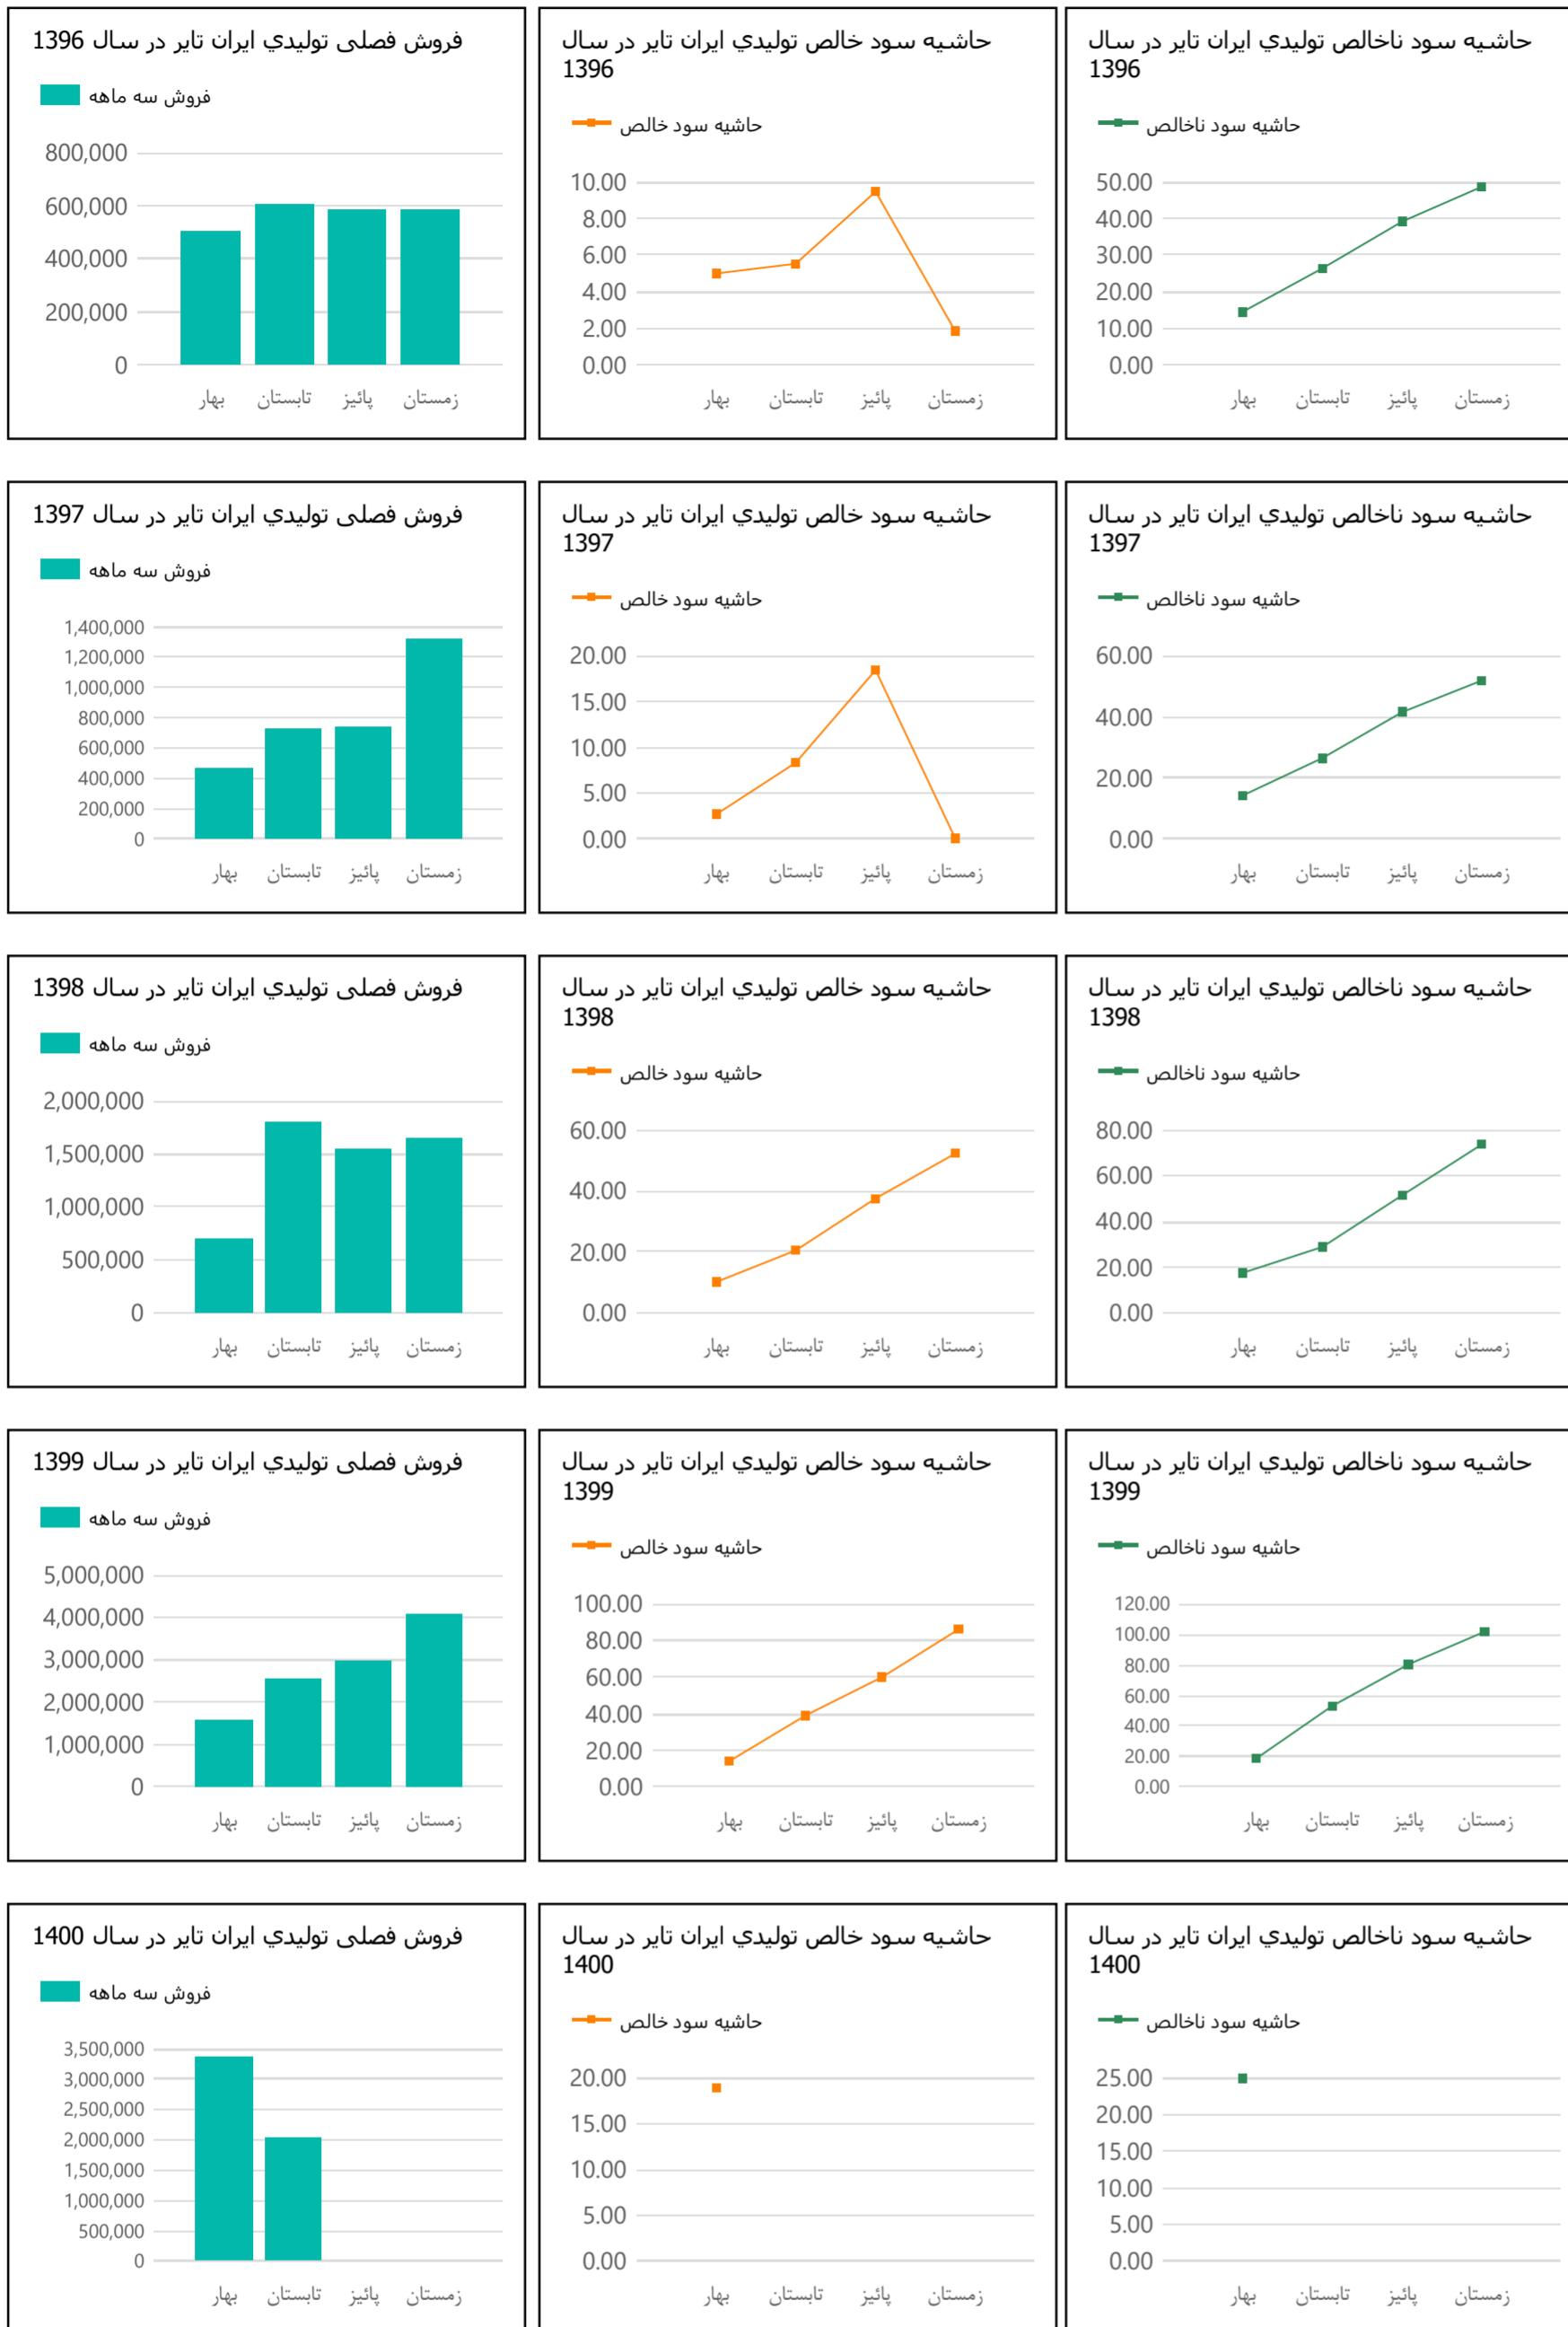 فروش فصلی تولیدي ایران تایر در سال 1396
فروش سه ماهه
800,000
600,000
400,000
200,000
0
بهار تابستان پائیز زمستان
حاشیه سود خالص تولیدي ایران تایر در سال
1396
حاشیه سود خالص
10.00
8.00
6.00
4.00
2.00
0.00
بهار تابستان پائیز زمستان
حاشیه سود ناخالص تولیدي ایران تایر در سال
1396
حاشیه سود ناخالص
50.00
40.00
30.00
20.00
10.00
0.00
بهار تابستان پائیز زمستان
فروش فصلی تولیدي ایران تایر در سال 1397
فروش سه ماهه
1,400,000
1,200,000
1,000,000
800,000
600,000
400,000
200,000
0
بهار تابستان پائیز زمستان
حاشیه سود خالص تولیدي ایران تایر در سال
1397
حاشیه سود خالص
20.00
15.00
10.00
5.00
0.00
بهار تابستان پائیز زمستان
حاشیه سود ناخالص تولیدي ایران تایر در سال
1397
حاشیه سود ناخالص
60.00
40.00
20.00
0.00
بهار تابستان پائیز زمستان
فروش فصلی تولیدي ایران تایر در سال 1398
فروش سه ماهه
2,000,000
1,500,000
1,000,000
500,000
0
بهار تابستان پائیز زمستان
حاشیه سود خالص تولیدي ایران تایر در سال
1398
حاشیه سود خالص
60.00
40.00
20.00
0.00
بهار تابستان پائیز زمستان
حاشیه سود ناخالص تولیدي ایران تایر در سال
1398
حاشیه سود ناخالص
80.00
60.00
40.00
20.00
0.00
بهار تابستان پائیز زمستان
فروش فصلی تولیدي ایران تایر در سال 1399
فروش سه ماهه
5,000,000
4,000,000
3,000,000
2,000,000
1,000,000
0
بهار تابستان پائیز زمستان
حاشیه سود خالص تولیدي ایران تایر در سال
1399
حاشیه سود خالص
100.00
80.00
60.00
40.00
20.00
0.00
بهار تابستان پائیز زمستان
حاشیه سود ناخالص تولیدي ایران تایر در سال
1399
حاشیه سود ناخالص
120.00
100.00
80.00
60.00
40.00
20.00
0.00
بهار تابستان پائیز زمستان
فروش فصلی تولیدي ایران تایر در سال 1400
فروش سه ماهه
3,500,000
3,000,000
2,500,000
2,000,000
1,500,000
1,000,000
500,000
0
بهار تابستان پائیز زمستان
حاشیه سود خالص تولیدي ایران تایر در سال
1400
حاشیه سود خالص
20.00
15.00
10.00
5.00
0.00
بهار تابستان پائیز زمستان
حاشیه سود ناخالص تولیدي ایران تایر در سال
1400
حاشیه سود ناخالص
25.00
20.00
15.00
10.00
5.00
0.00
بهار تابستان پائیز زمستان